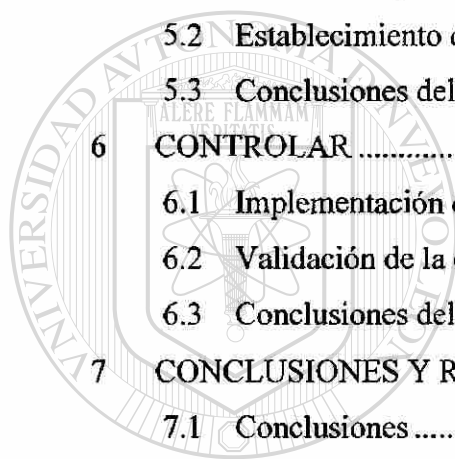 5.2 Establecimiento
5.3 Conclusiones del
ALERE FLAMMAM
VERITATIS
6 CONTROLAR ............
6.1 Implementación
6.2 Validación de la
6.3 Conclusiones del
7 CONCLUSIONES Y R
7.1 Conclusiones .....